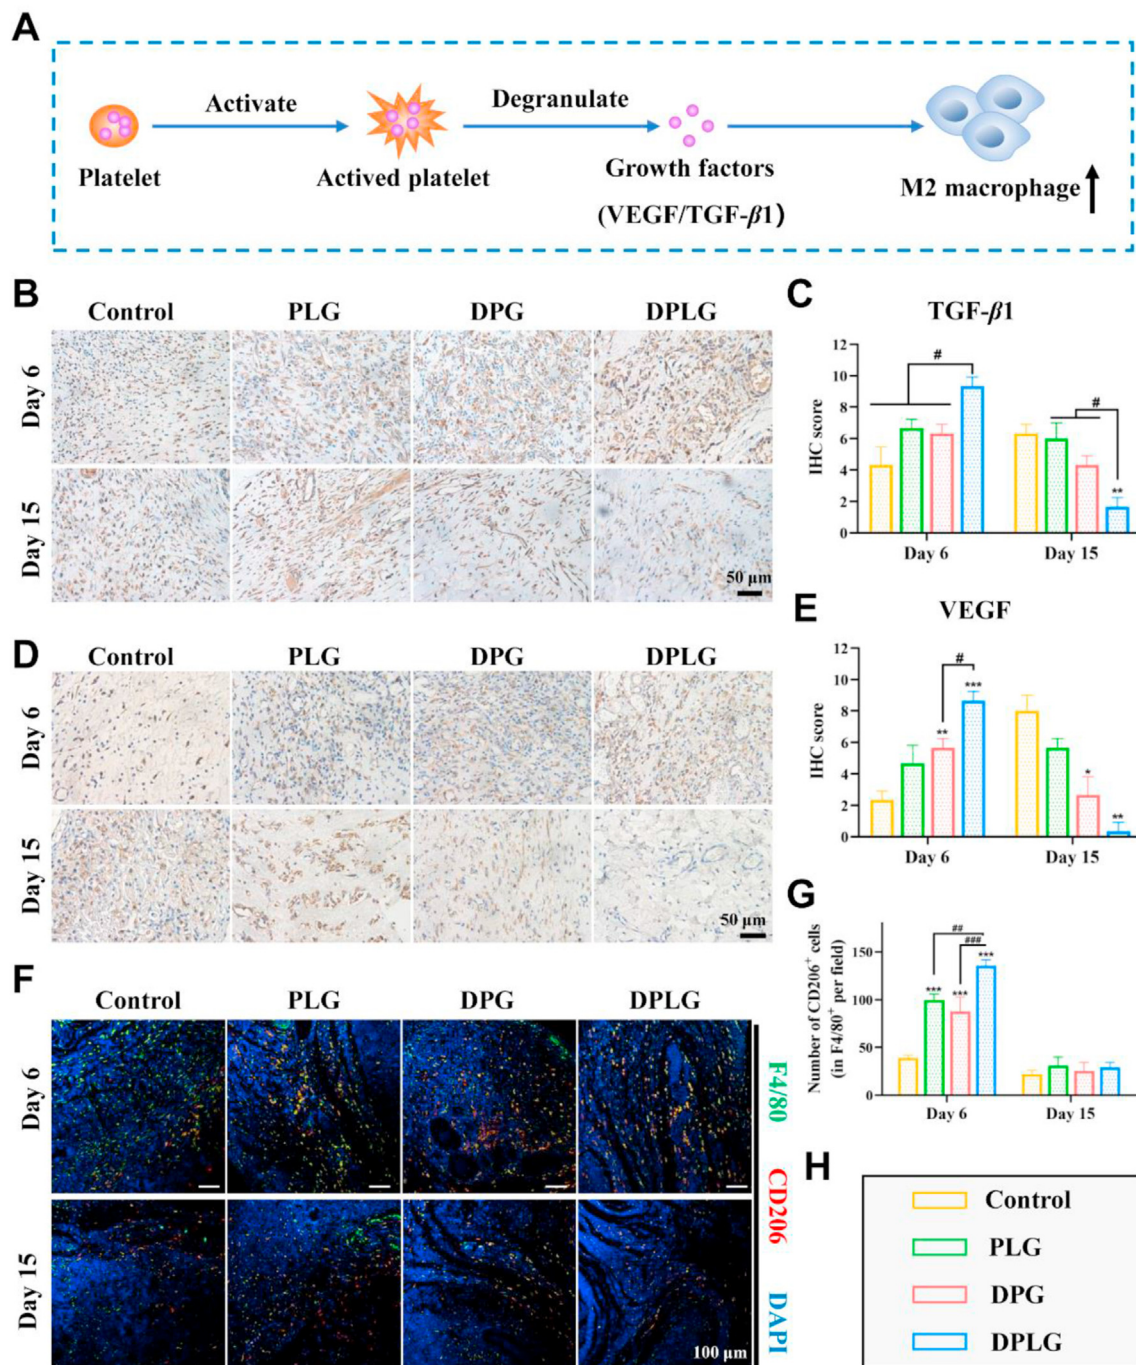 A
Activate
Degranulate
Platelet
Actived platelet
Growth factors
(VEGF/TGF-β1)
M2 macrophage
B
Control PLG DPG DPLG
Day 6
Day 15
50 μm
C
TGF-β1
IHC score
12
10
8
6
4
2
0
#
#
**
Day 6 Day 15
D
Control PLG DPG DPLG
Day 6
Day 15
50 μm
E
VEGF
IHC score
12
10
8
6
4
2
0
#
**
***
*
**
Day 6 Day 15
F
Control PLG DPG DPLG
Day 6
Day 15
100 μm
F4/80
CD206
DAPI
G
Number of CD206+ cells
(in F4/80+ per field)
150
100
50
0
##
###
***
***
***
Day 6 Day 15
H
Control
PLG
DPG
DPLG